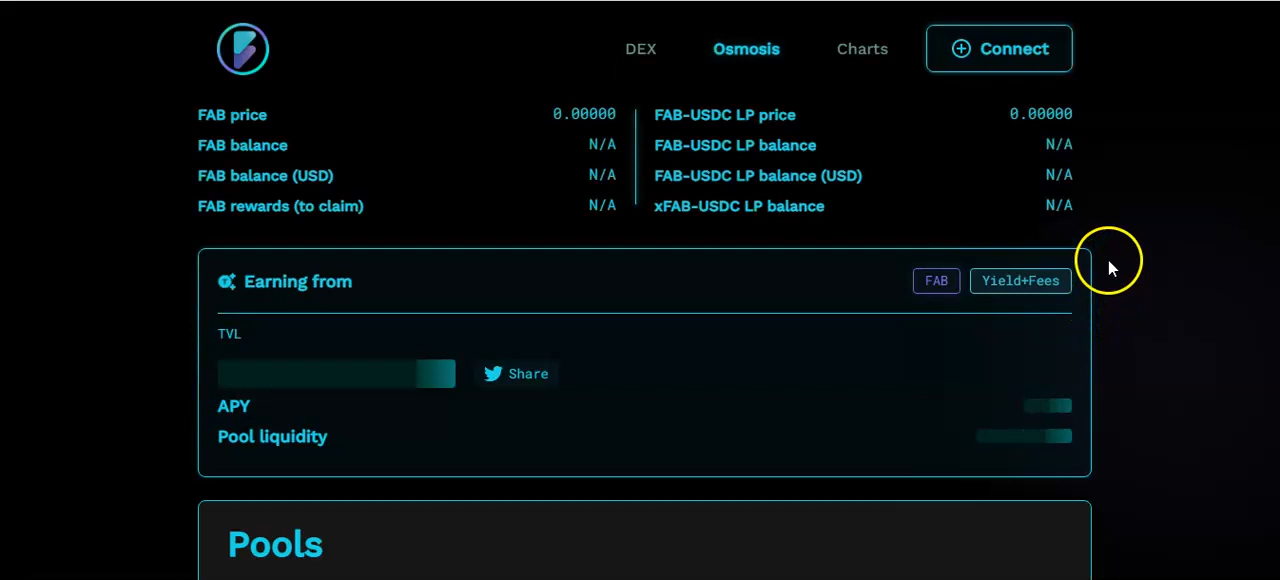 DEX Osmosis Charts Connect
FAB price 0.00000
FAB balance N/A
FAB balance (USD) N/A
FAB rewards (to claim) N/A
FAB-USDC LP price 0.00000
FAB-USDC LP balance N/A
FAB-USDC LP balance (USD) N/A
xFAB-USDC LP balance N/A
Earning from FAB Yield+Fees
TVL
Share
APY
Pool liquidity
Pools